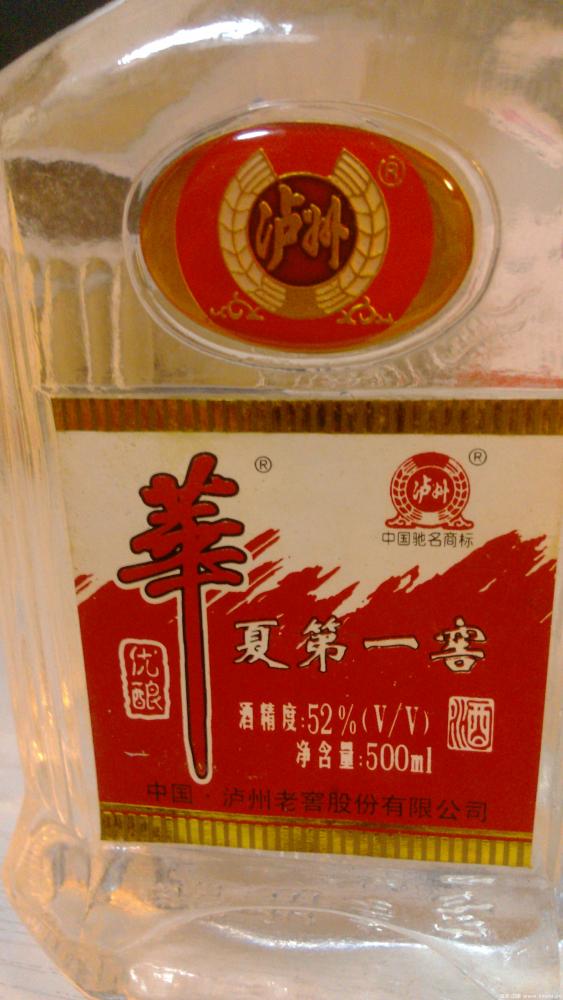 泸州
®
華
®
泸州
®
中国驰名商标
夏第一窖
优酿
酒精度:52%(V/V)
净含量:500ml
酒
中国·泸州老窖股份有限公司